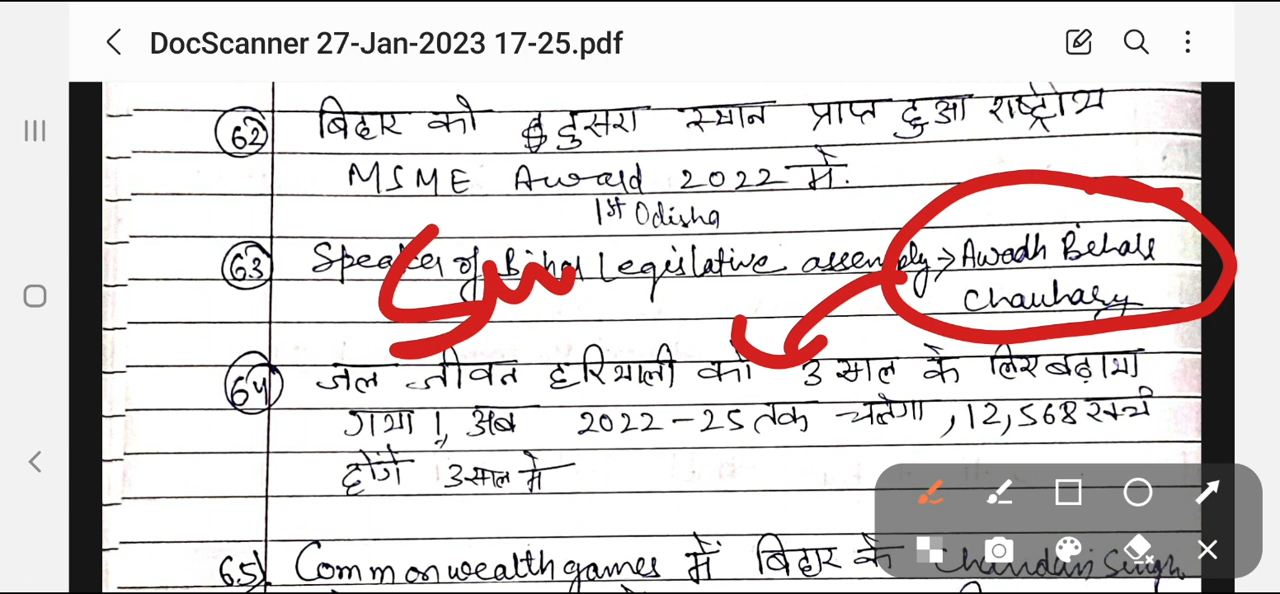 DocScanner 27-Jan-2023 17-25.pdf
62 बिहार को दुसरा स्थान प्राप्त हुआ राष्ट्रीय
MSME Award 2022 में.
1st Odisha
63 Speaker of Bihar Legislative assembly → Awadh Behari
Chauhary
64 जल जीवन हरियाली को 3 साल के लिए बढ़ाया
गया!, अब 2022-25 तक चलेगा, 12,568 खर्च
होंगे 3 साल में
65) Commonwealth games में बिहार के Chandan Singh